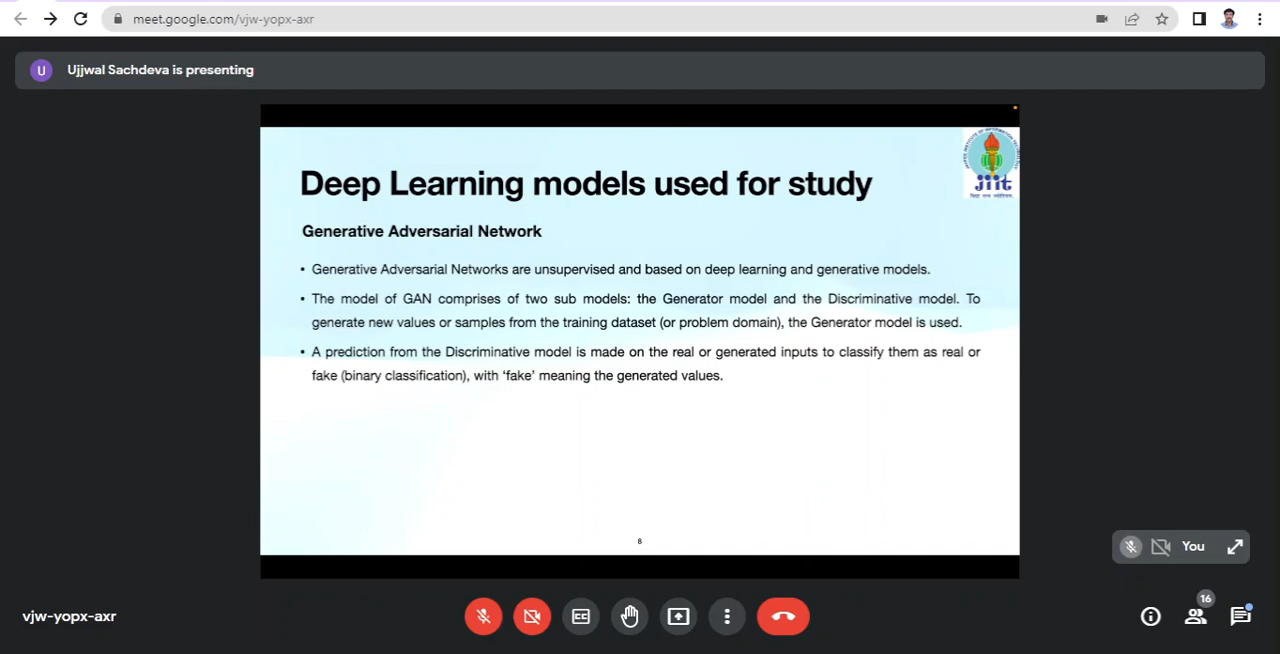 meet.google.com/vjw-yopx-axr
U
Ujjwal Sachdeva is presenting
jiit
Deep Learning models used for study
Generative Adversarial Network
• Generative Adversarial Networks are unsupervised and based on deep learning and generative models.
• The model of GAN comprises of two sub models: the Generator model and the Discriminative model. To
generate new values or samples from the training dataset (or problem domain), the Generator model is used.
• A prediction from the Discriminative model is made on the real or generated inputs to classify them as real or
fake (binary classification), with ‘fake’ meaning the generated values.
8
You
vjw-yopx-axr
CC
16